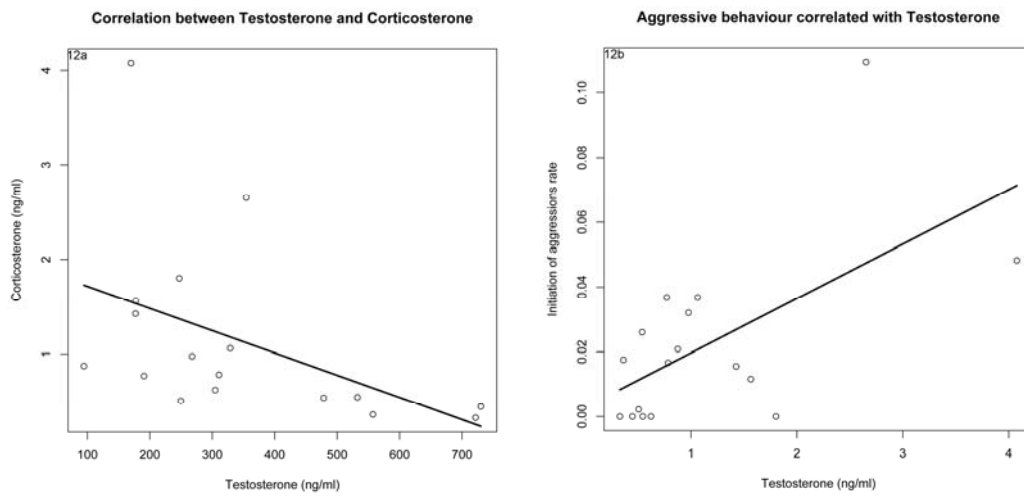 Correlation between Testosterone and Corticosterone
12a
Corticosterone (ng/ml)
4
3
2
1
100 200 300 400 500 600 700
Testosterone (ng/ml)
Aggressive behaviour correlated with Testosterone
12b
Initiation of aggressions rate
0.10
0.08
0.06
0.04
0.02
0.00
1 2 3 4
Testosterone (ng/ml)